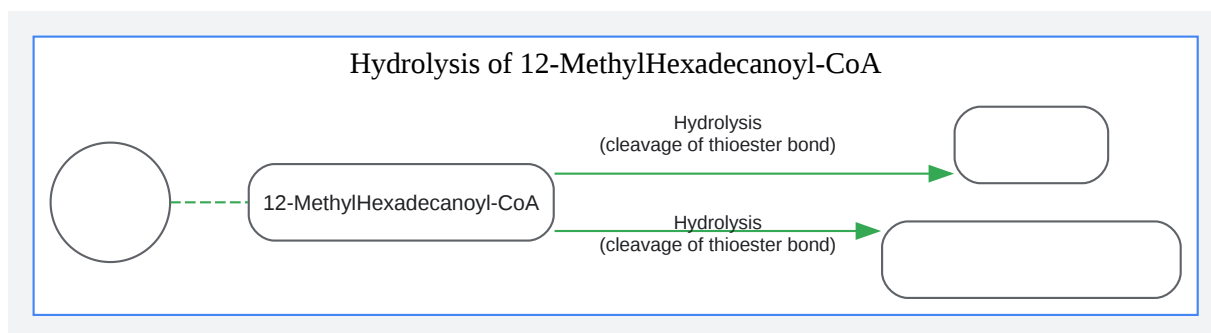 Hydrolysis of 12-MethylHexadecanoyl-CoA
Hydrolysis
(cleavage of thioester bond)
12-MethylHexadecanoyl-CoA
Hydrolysis
(cleavage of thioester bond)